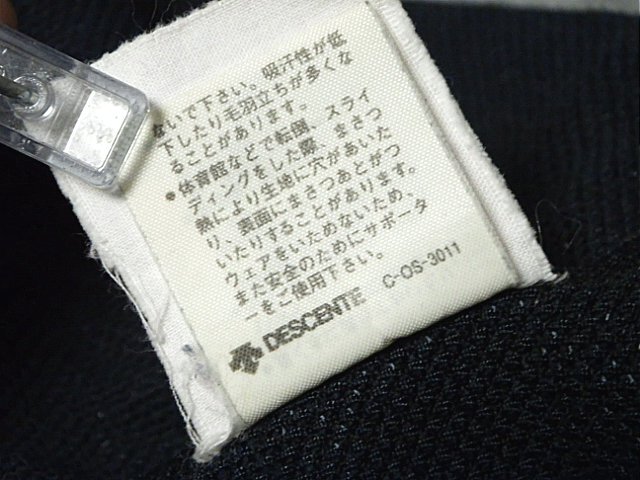 ないで下さい。吸汗性が低
下したり毛羽立ちが多くな
ることがあります。
●体育館などで転倒、スライ
ディングをした際、まさつ
熱により生地に穴があいた
り、表面にまさつあとがつ
いたりすることがあります。
ウェアをいためないため、
また安全のためにサポータ
ーをご使用下さい。
DESCENTE C-OS-3011